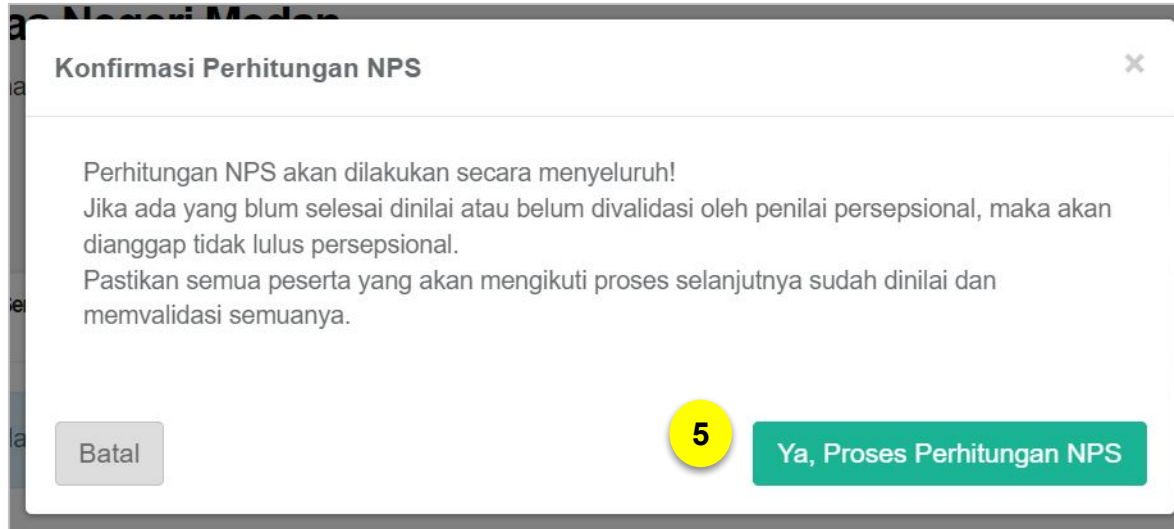 Negeri Medan
Konfirmasi Perhitungan NPS
×
Perhitungan NPS akan dilakukan secara menyeluruh!
Jika ada yang blum selesai dinilai atau belum divalidasi oleh penilai persepsional, maka akan
dianggap tidak lulus persepsional.
Pastikan semua peserta yang akan mengikuti proses selanjutnya sudah dinilai dan
memvalidasi semuanya.
Batal
5
Ya, Proses Perhitungan NPS